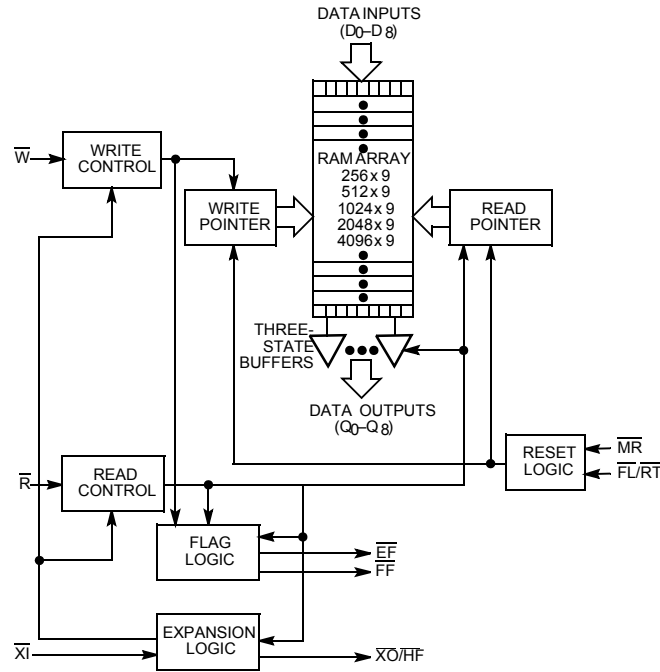 DATA INPUTS
(D0–D8)
W
WRITE
CONTROL
RAM ARRAY
256 x 9
512 x 9
1024 x 9
2048 x 9
4096 x 9
WRITE
POINTER
READ
POINTER
THREE-
STATE
BUFFERS
DATA OUTPUTS
(Q0–Q8)
RESET
LOGIC
MR
FL/RT
R
READ
CONTROL
FLAG
LOGIC
EF
FF
XI
EXPANSION
LOGIC
XO/HF